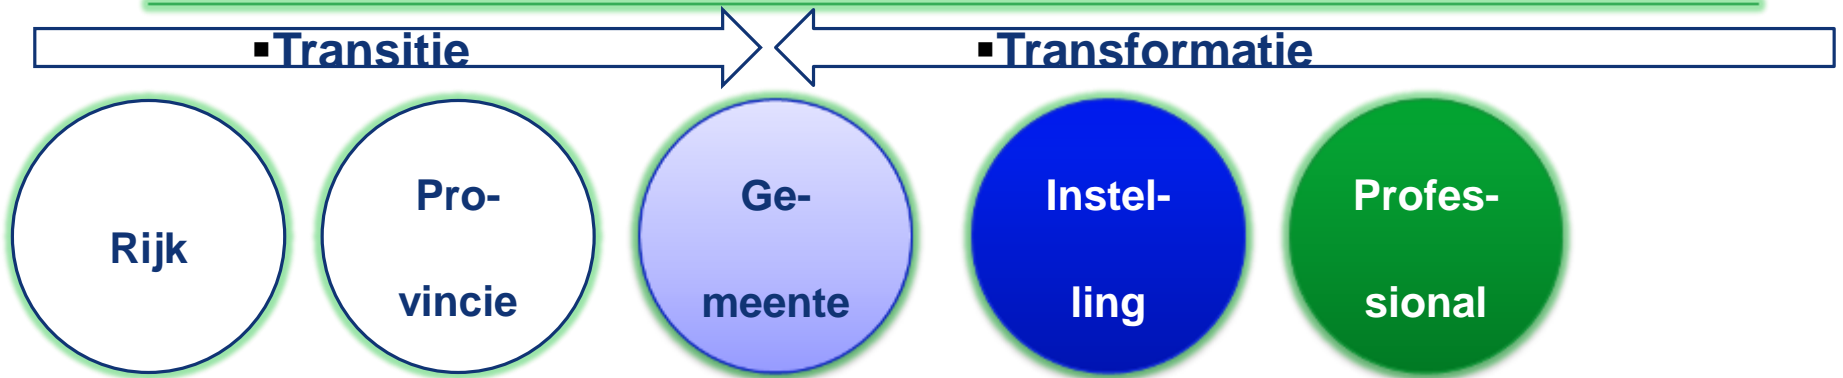 ▪Transitie
▪Transformatie
Rijk
Pro-
vincie
Ge-
meente
Instel-
ling
Profes-
sional